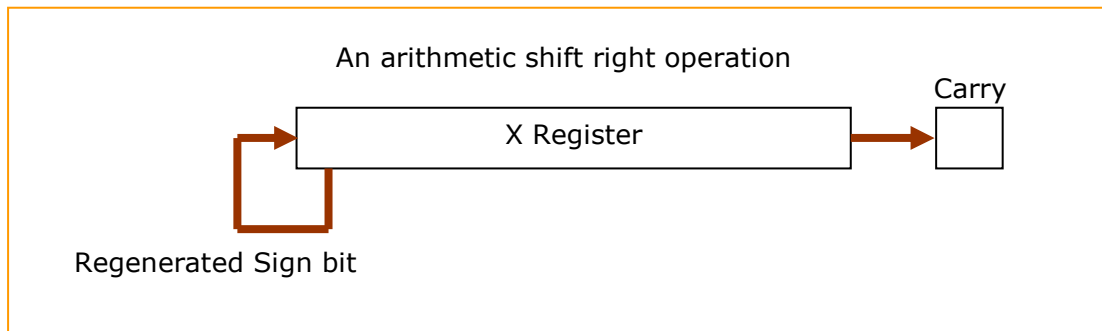 An arithmetic shift right operation
Carry
X Register
Regenerated Sign bit